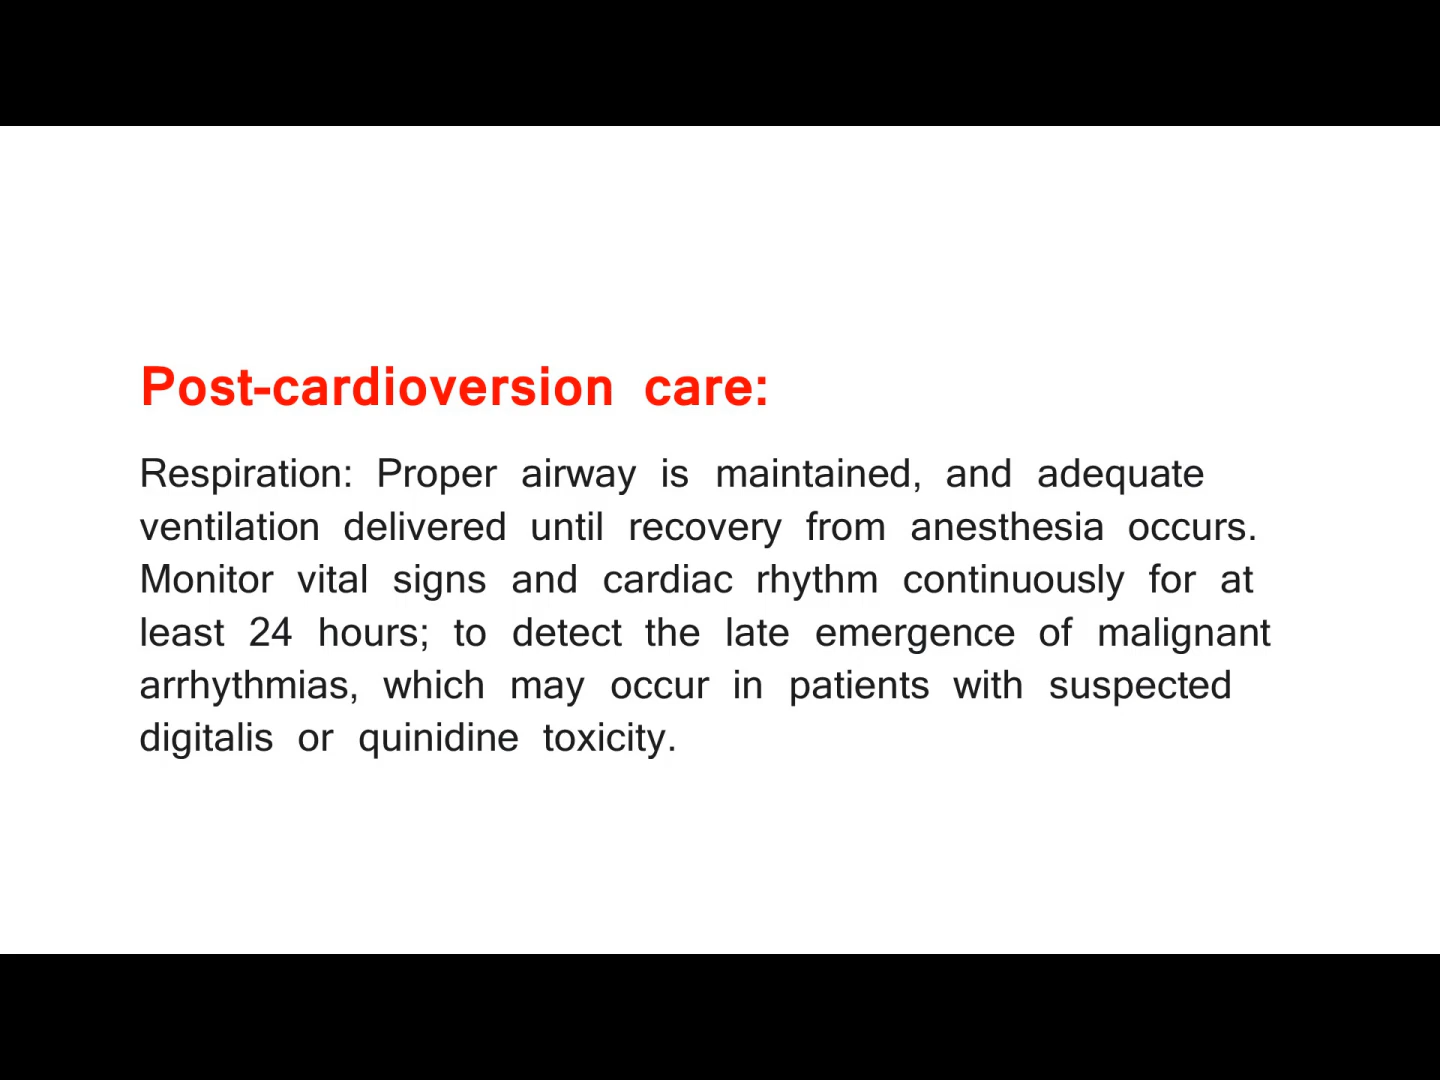 Post-cardioversion care:
Respiration: Proper airway is maintained, and adequate
ventilation delivered until recovery from anesthesia occurs.
Monitor vital signs and cardiac rhythm continuously for at
least 24 hours; to detect the late emergence of malignant
arrhythmias, which may occur in patients with suspected
digitalis or quinidine toxicity.